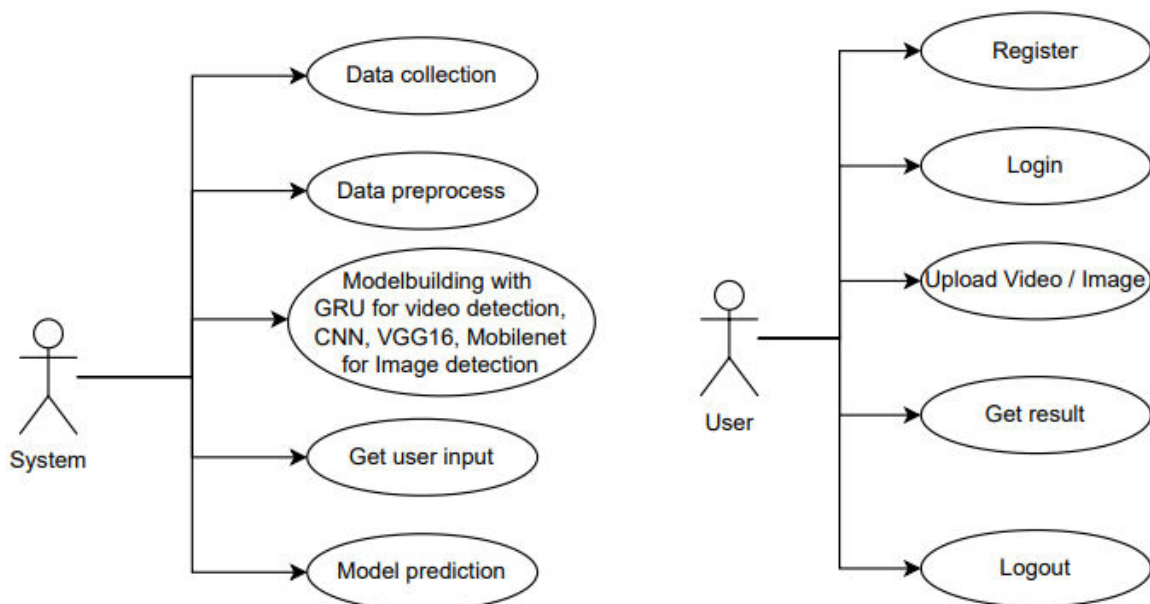 Data collection
Data preprocess
Modelbuilding with
GRU for video detection,
CNN, VGG16, Mobilenet
for Image detection
Get user input
Model prediction
System
Register
Login
Upload Video / Image
Get result
Logout
User